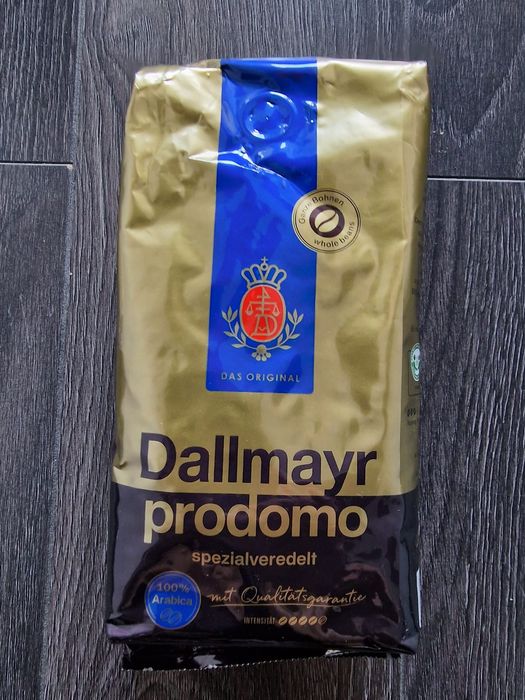 Ganze Bohnen
whole beans
DAS ORIGINAL
Dallmayr
prodomo
spezialveredelt
100%
Arabica
mit Qualitätsgarantie
INTENSITÄT